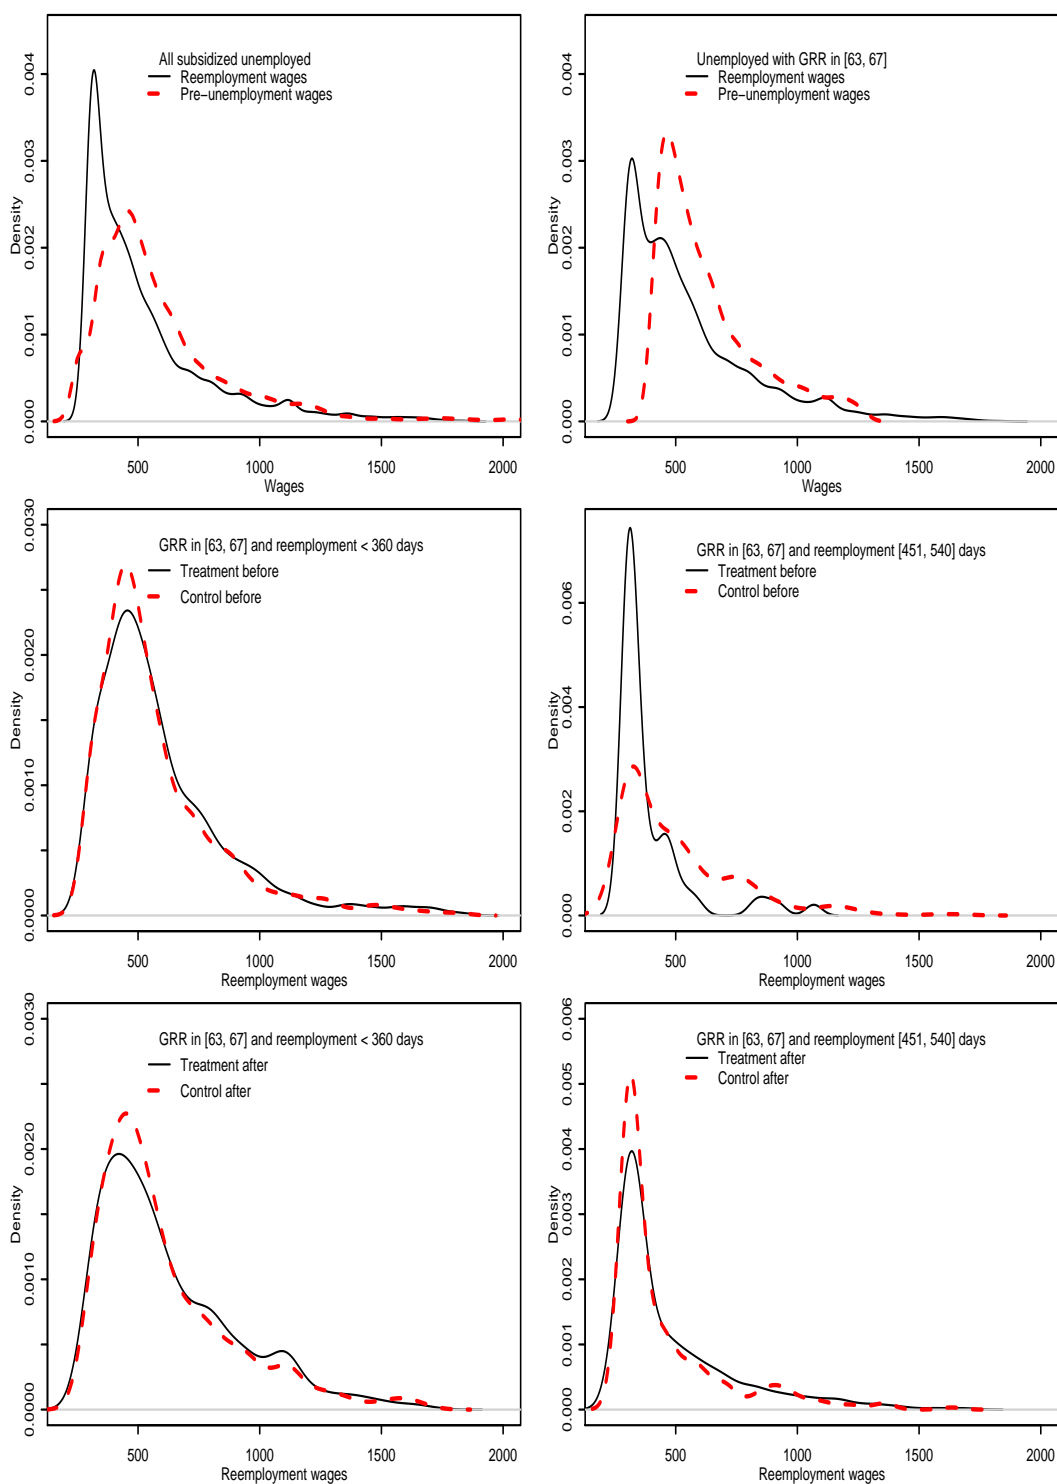 All subsidized unemployed
Reemployment wages
Pre−unemployment wages
Density
0.000
0.001
0.002
0.003
0.004
500
1000
1500
2000
Wages
Unemployed with GRR in [63, 67]
Reemployment wages
Pre−unemployment wages
Density
0.000
0.001
0.002
0.003
0.004
500
1000
1500
2000
Wages
GRR in [63, 67] and reemployment < 360 days
Treatment before
Control before
Density
0.0000
0.0010
0.0020
0.0030
500
1000
1500
2000
Reemployment wages
GRR in [63, 67] and reemployment [451, 540] days
Treatment before
Control before
Density
0.000
0.002
0.004
0.006
500
1000
1500
2000
Reemployment wages
GRR in [63, 67] and reemployment < 360 days
Treatment after
Control after
Density
0.0000
0.0010
0.0020
0.0030
500
1000
1500
2000
Reemployment wages
GRR in [63, 67] and reemployment [451, 540] days
Treatment after
Control after
Density
0.000
0.001
0.002
0.003
0.004
0.005
0.006
500
1000
1500
2000
Reemployment wages